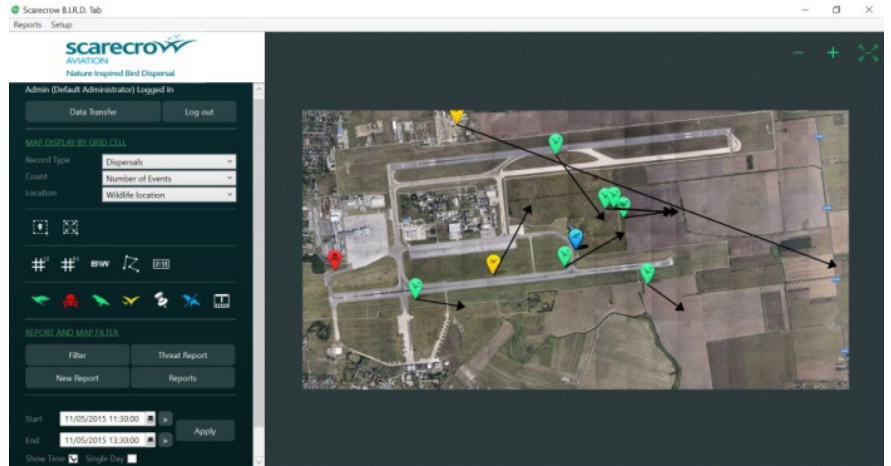 Scarecrow B.I.R.D. Tab
Reports Setup
scarecrow
AVIATION
Nature Inspired Bird Dispersal
Admin (Default Administrator) Logged In
Data Transfer Log out
MAP DISPLAY BY GRID CELL
Record Type Dispersals
Count Number of Events
Location Wildlife location
B/W
REPORT AND MAP FILTER
Filter Threat Report
New Report Reports
Start 11/05/2015 11:30:00 >
Apply
End 11/05/2015 13:30:00 >
Show Time Single Day